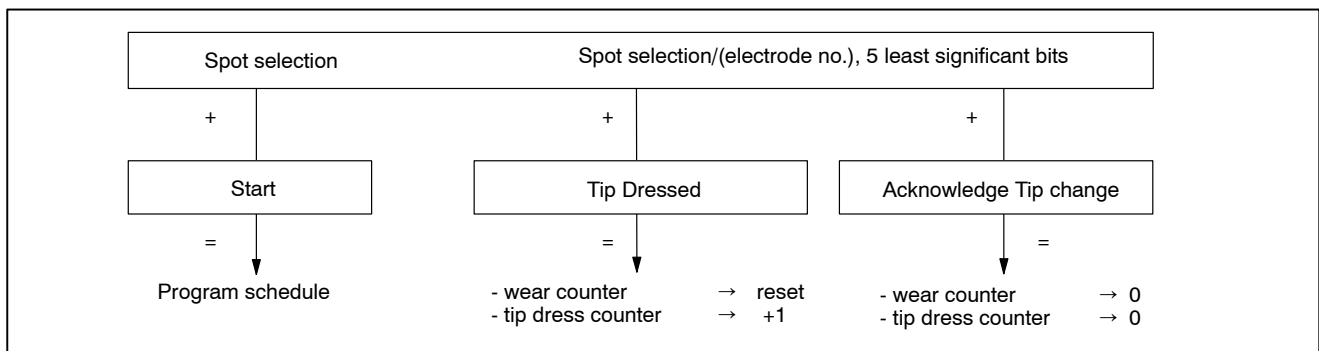 Spot selection Spot selection/(electrode no.), 5 least significant bits
+ + +
Start Tip Dressed Acknowledge Tip change
= = =
Program schedule - wear counter → reset - wear counter → 0
- tip dress counter → +1 - tip dress counter → 0